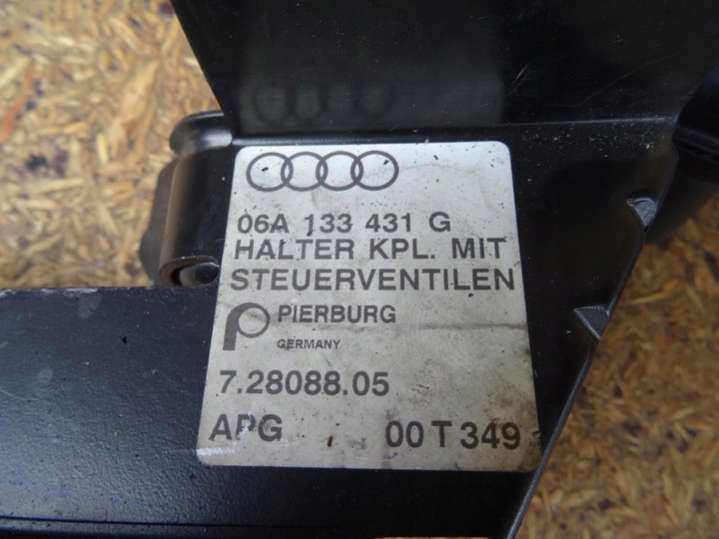 06A 133 431 G
HALTER KPL. MIT
STEUERVENTILEN
PIERBURG
GERMANY
7.28088.05
APG 00T349